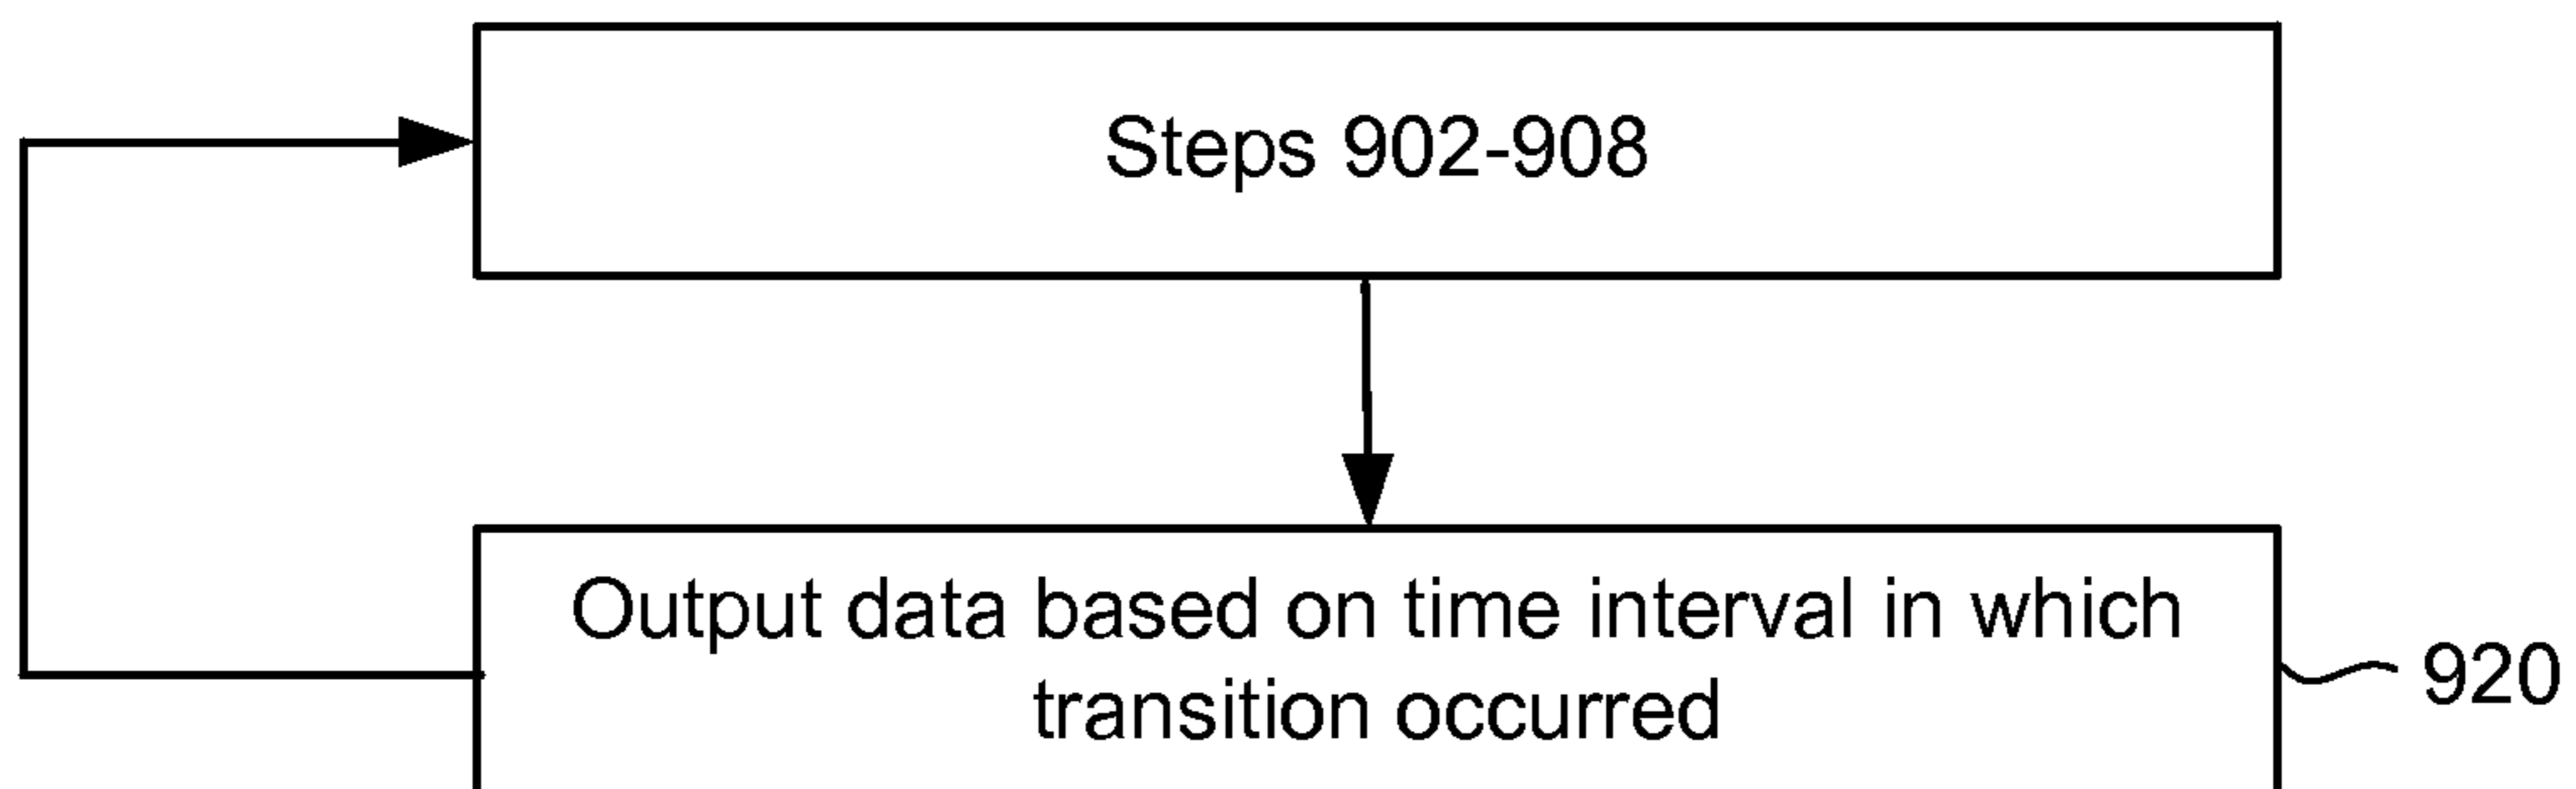 Steps 902-908
Output data based on time interval in which
transition occurred
920